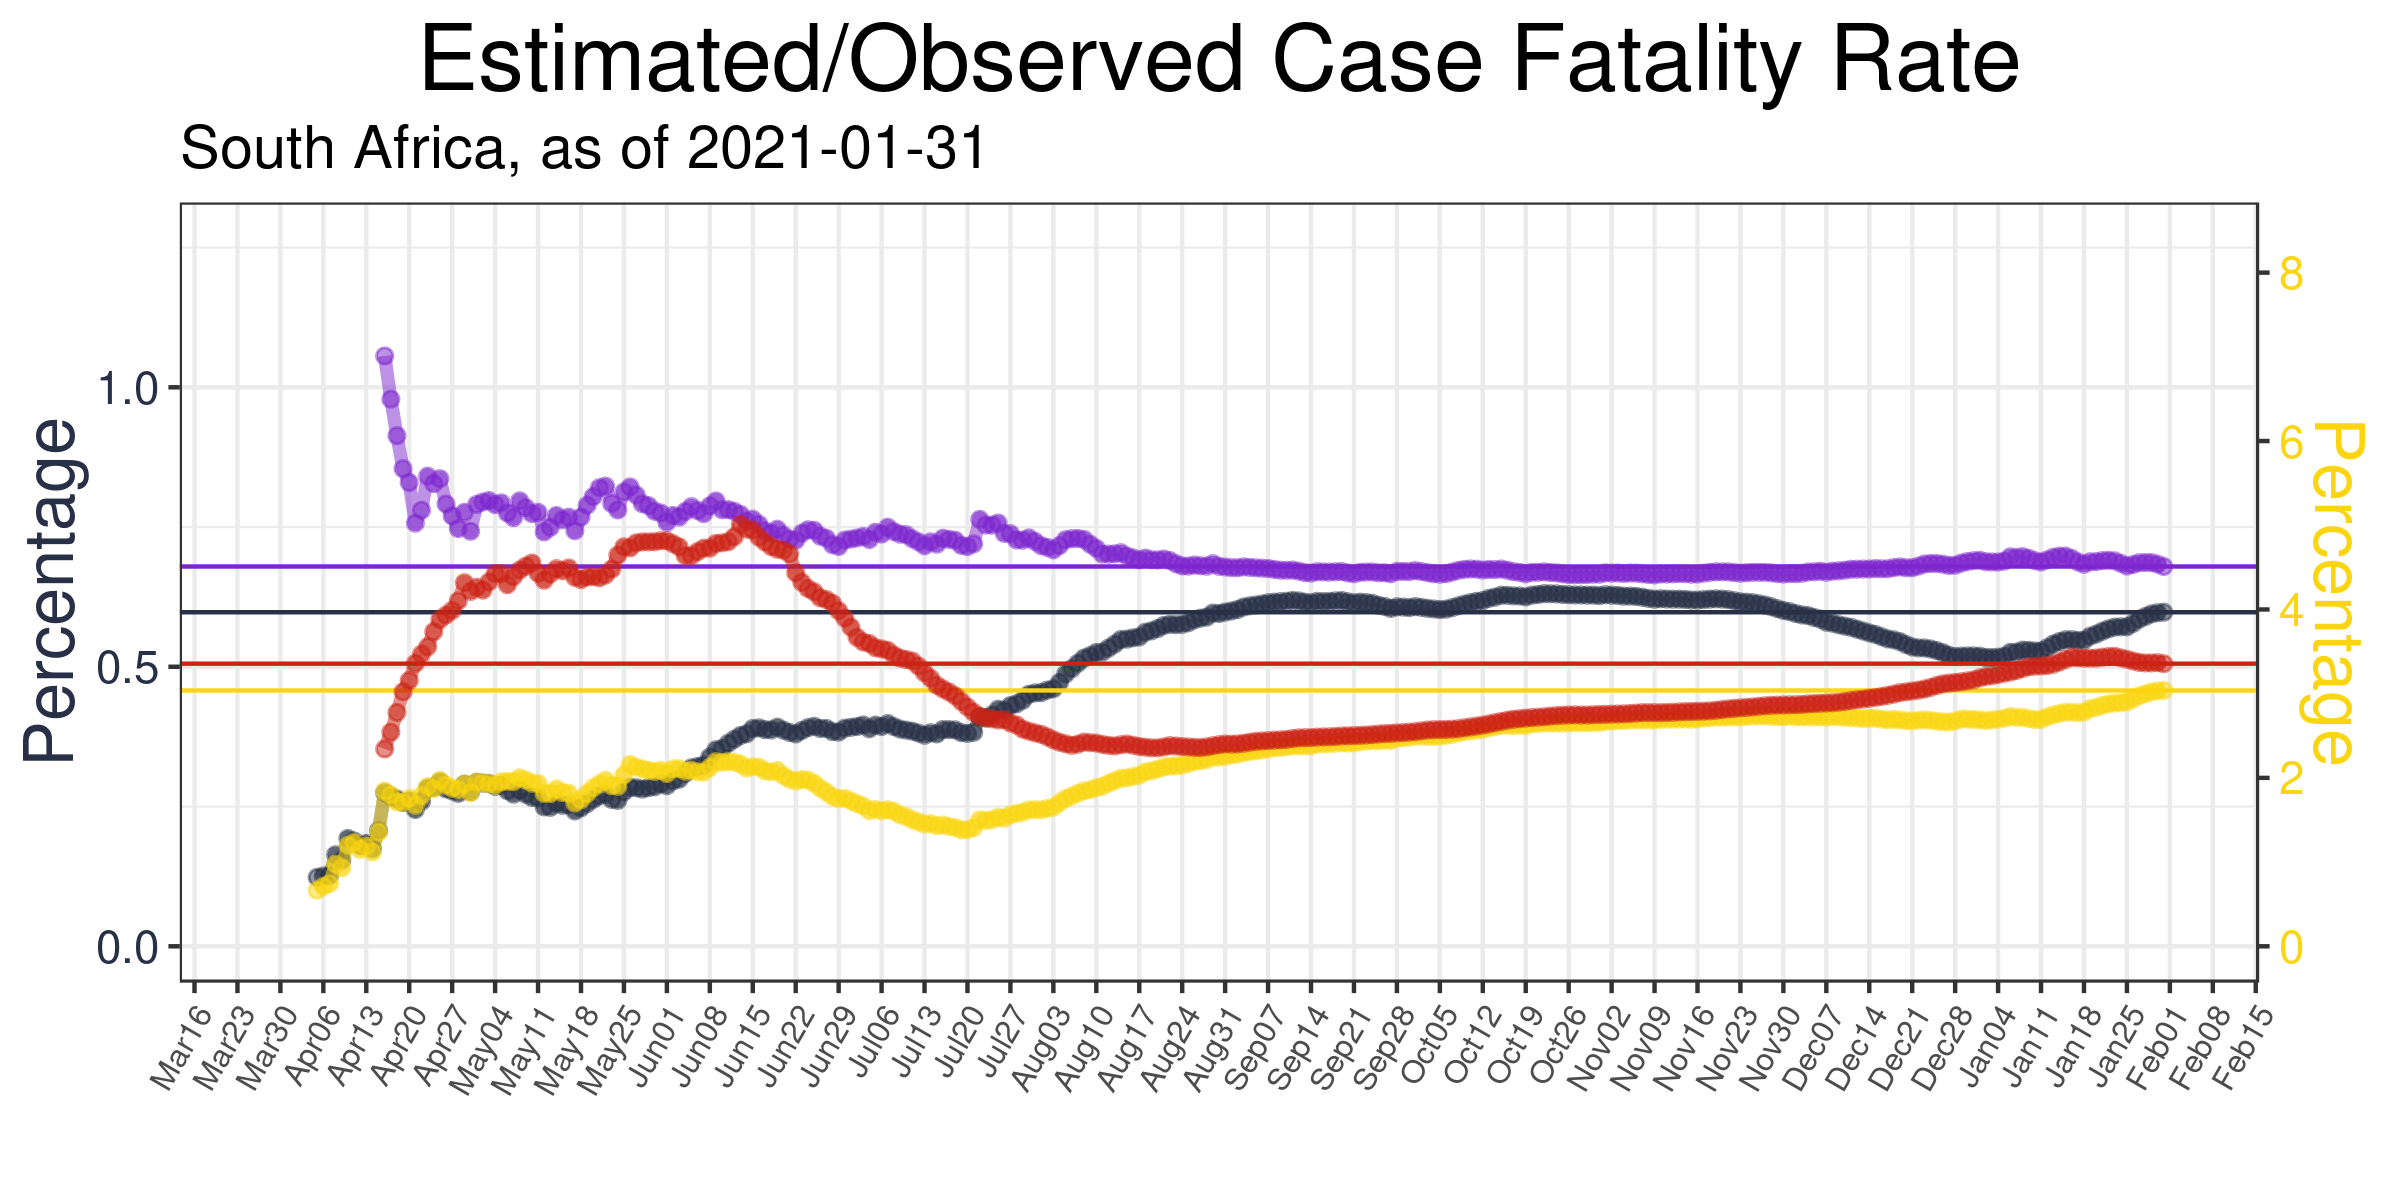 Estimated/Observed Case Fatality Rate
South Africa, as of 2021-01-31
Percentage
1.0
0.5
0.0
8
6
4
2
0
Percentage
Mar16 Mar23 Mar30 Apr06 Apr13 Apr20 Apr27 May04 May11 May18 May25 Jun01 Jun08 Jun15 Jun22 Jun29 Jul06 Jul13 Jul20 Jul27 Aug03 Aug10 Aug17 Aug24 Aug31 Sep07 Sep14 Sep21 Sep28 Oct05 Oct12 Oct19 Oct26 Nov02 Nov09 Nov16 Nov23 Nov30 Dec07 Dec14 Dec21 Dec28 Jan04 Jan11 Jan18 Jan25 Feb01 Feb08 Feb15